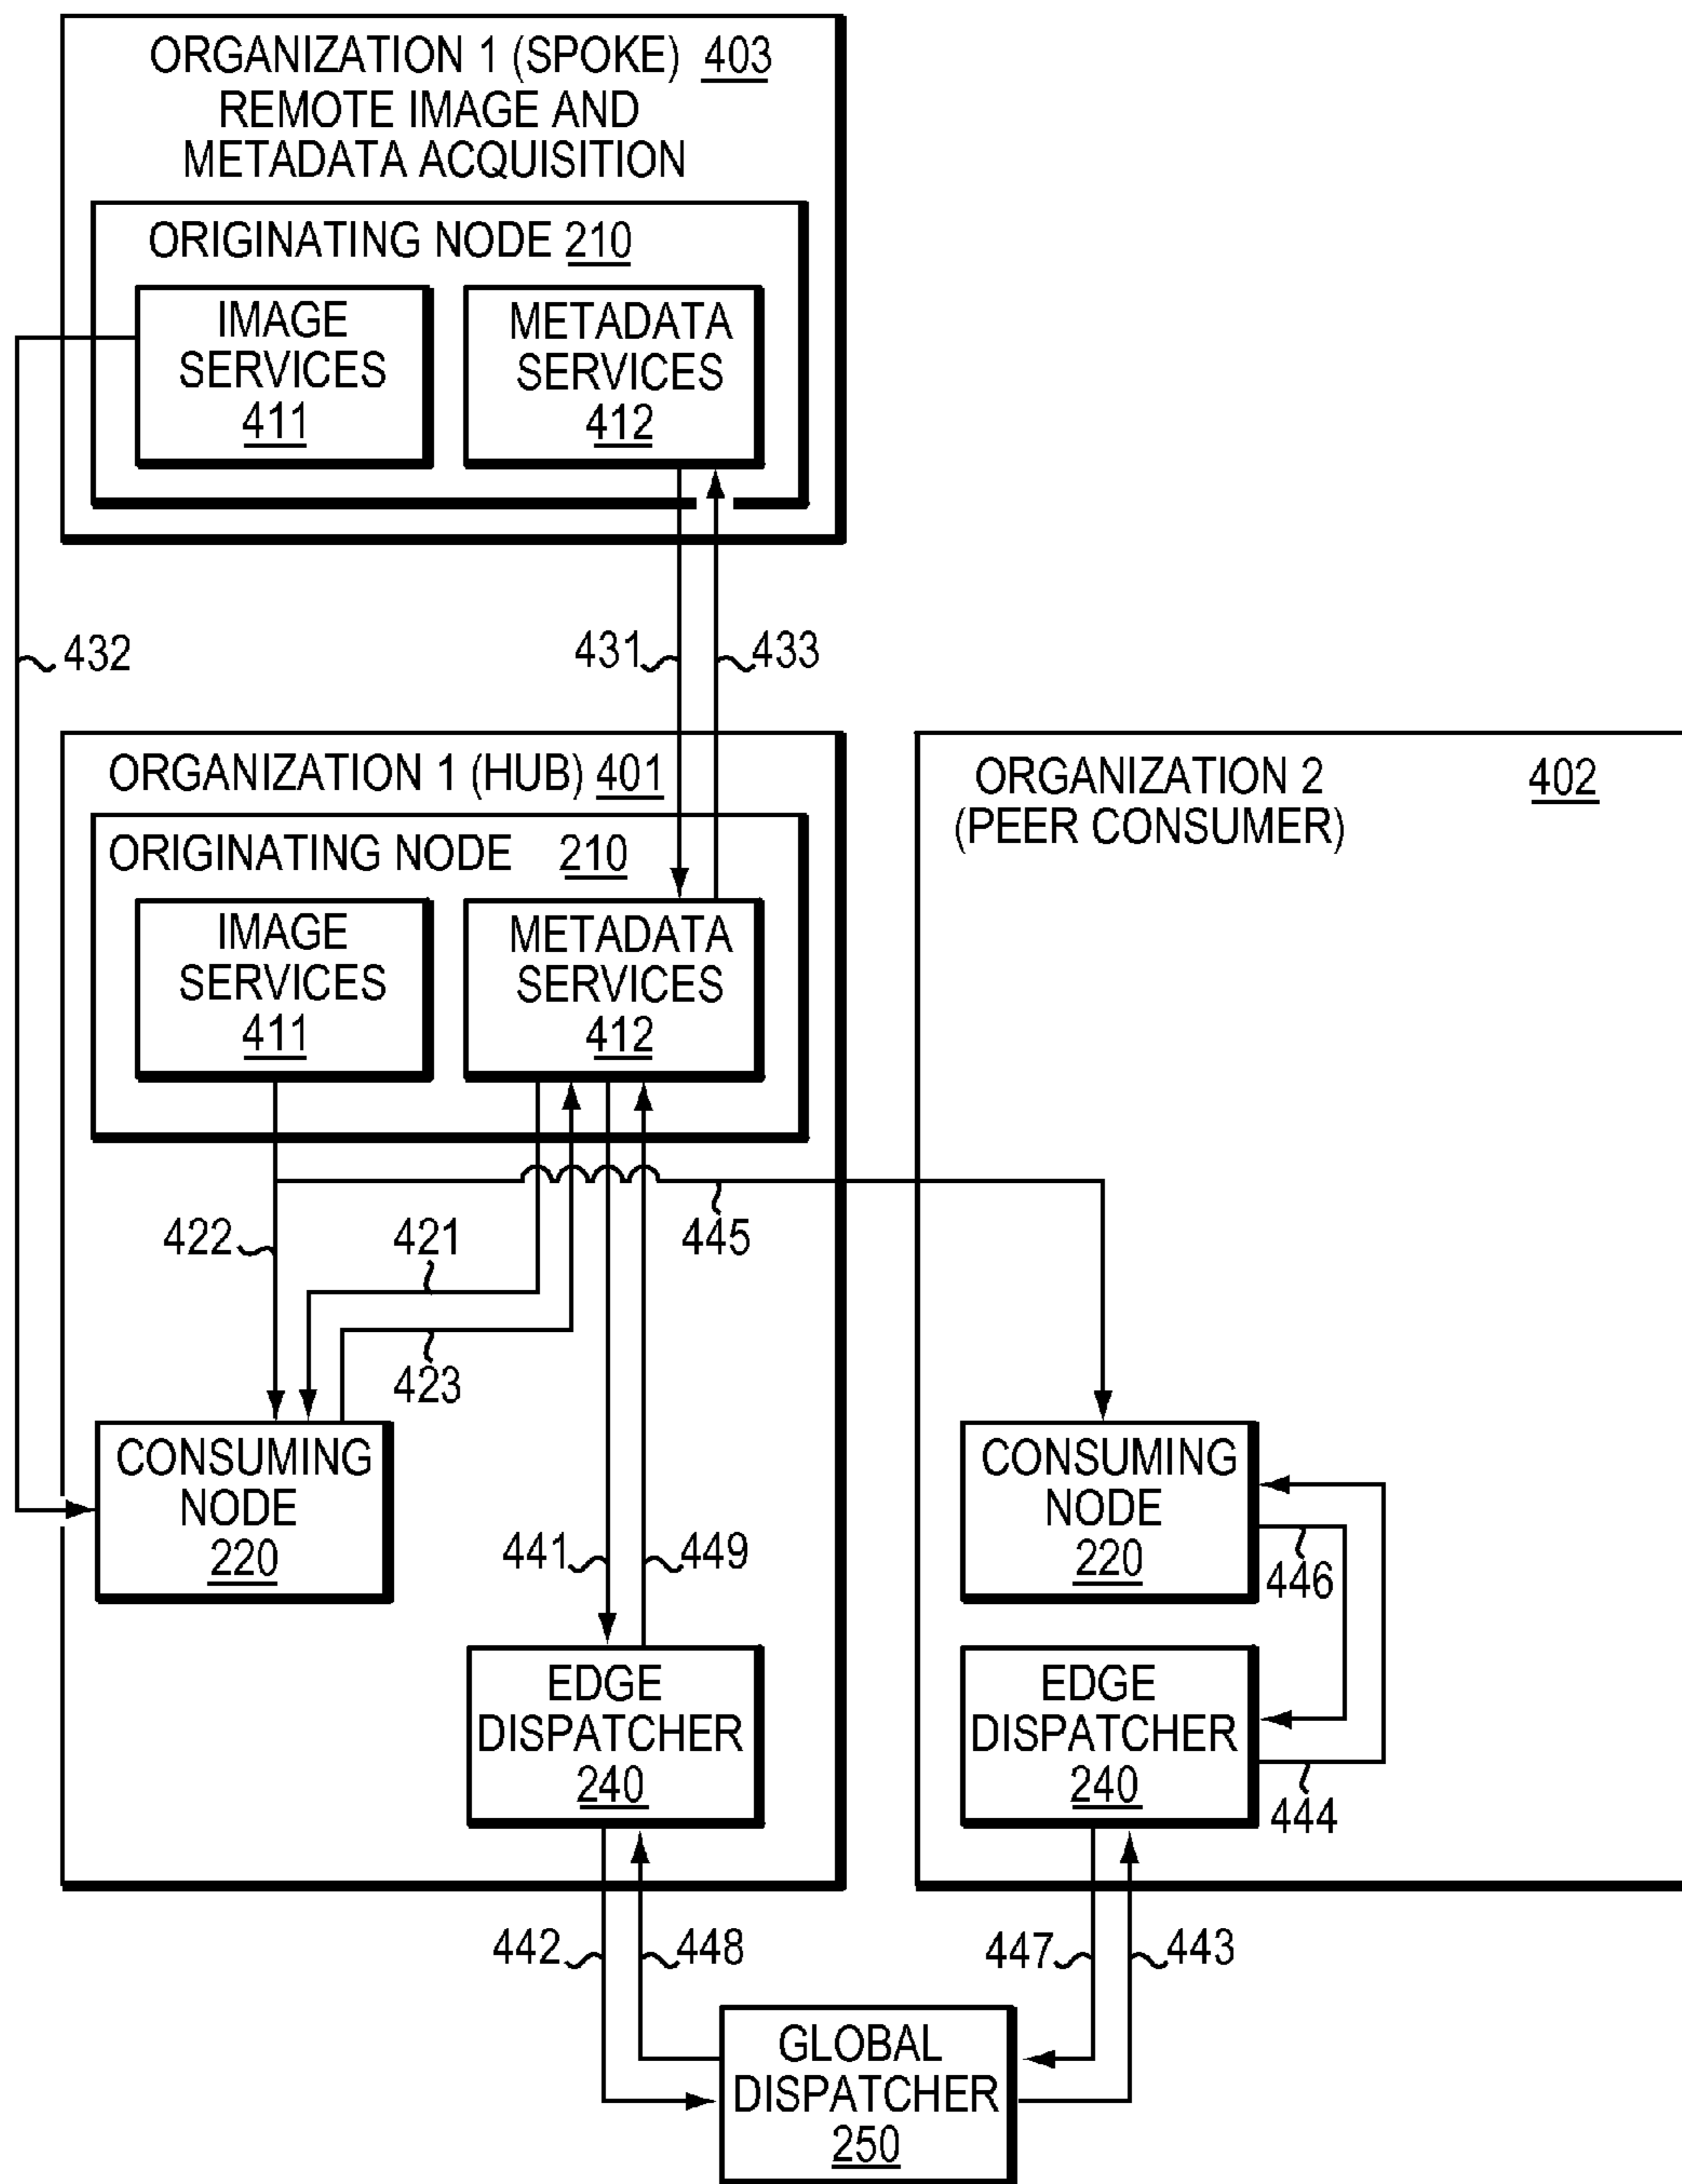 ORGANIZATION 1 (SPOKE) 403
REMOTE IMAGE AND
METADATA ACQUISITION
ORIGINATING NODE 210
IMAGE
SERVICES
411
METADATA
SERVICES
412
432
431
433
ORGANIZATION 1 (HUB) 401
ORIGINATING NODE 210
IMAGE
SERVICES
411
METADATA
SERVICES
412
ORGANIZATION 2 402
(PEER CONSUMER)
422
421
445
423
CONSUMING
NODE
220
441
449
CONSUMING
NODE
220
446
EDGE
DISPATCHER
240
EDGE
DISPATCHER
240
444
442
448
447
443
GLOBAL
DISPATCHER
250